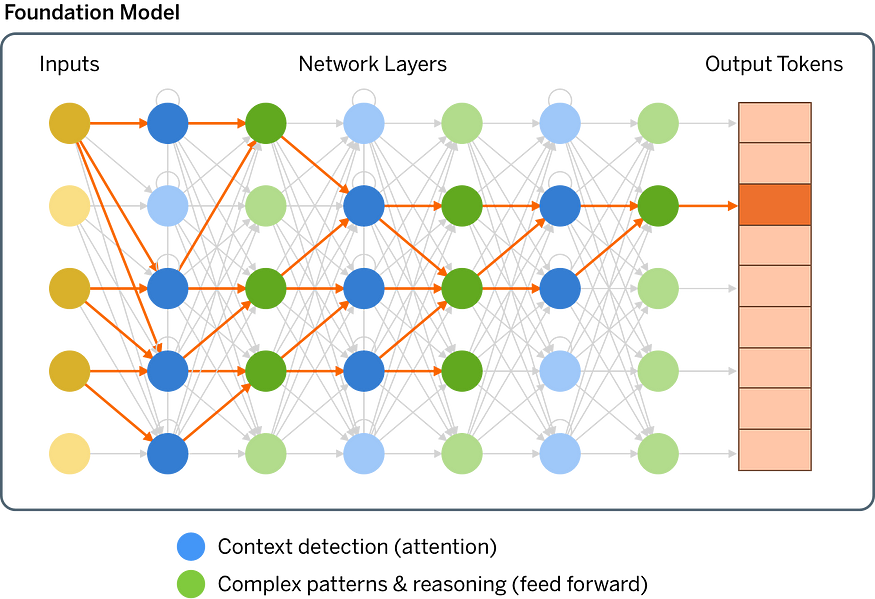 Foundation Model
Inputs
Network Layers
Output Tokens
Context detection (attention)
Complex patterns & reasoning (feed forward)